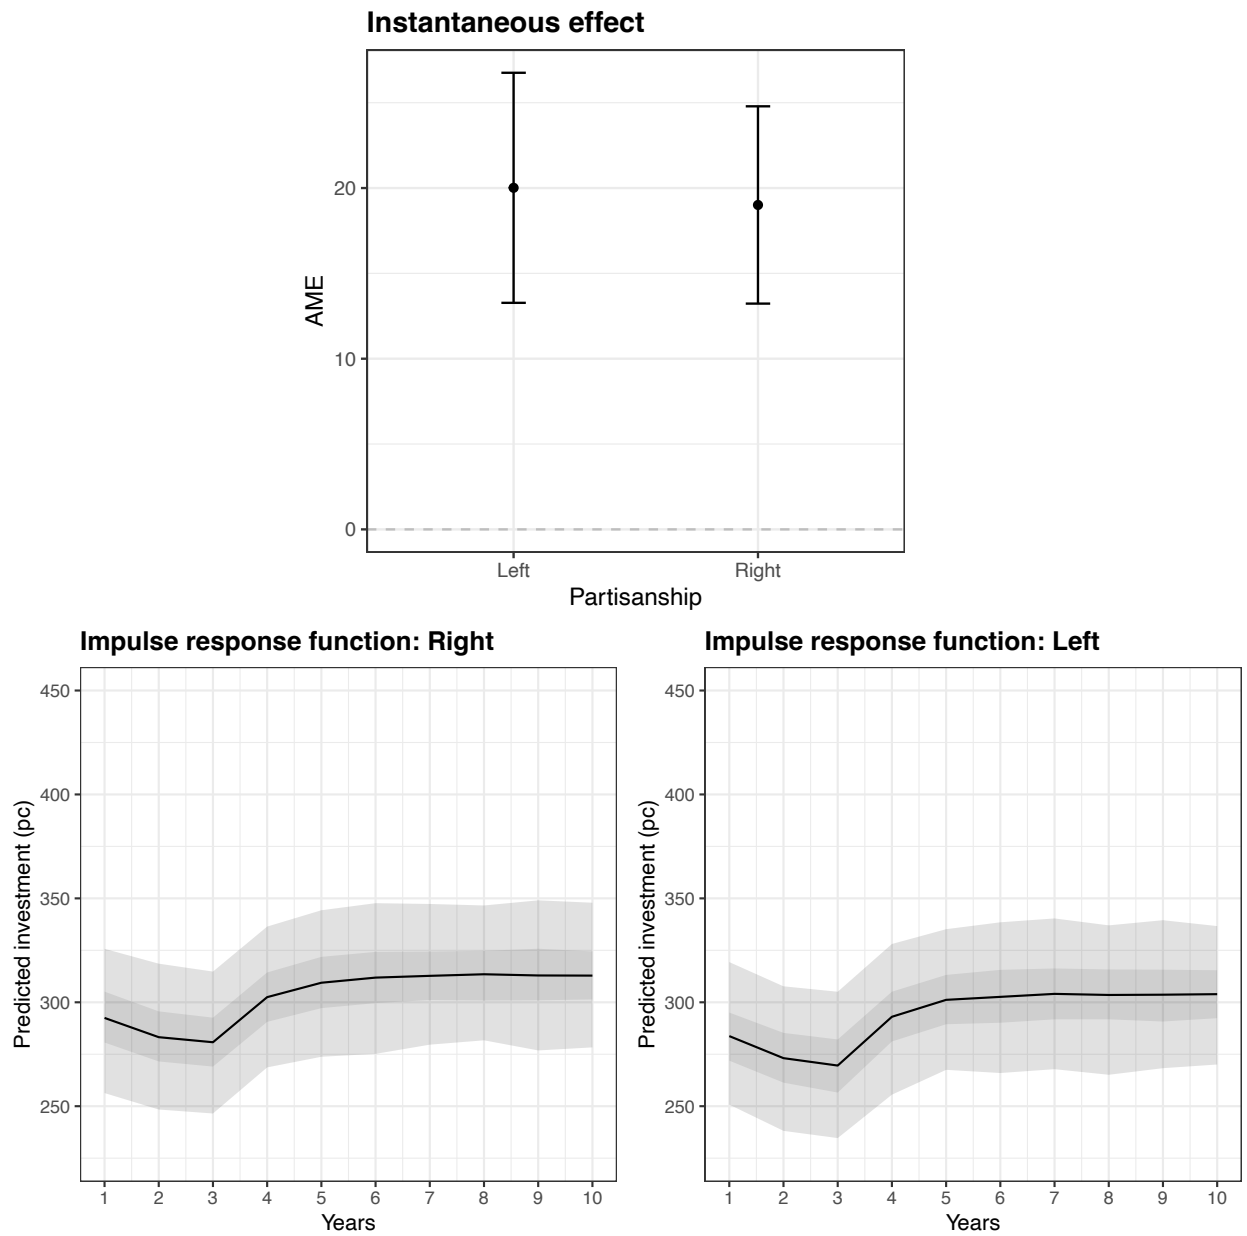 Instantaneous effect
20
10
0
AME
Left Right
Partisanship
Impulse response function: Right
450
400
350
300
250
Predicted investment (pc)
1 2 3 4 5 6 7 8 9 10
Years
Impulse response function: Left
450
400
350
300
250
Predicted investment (pc)
1 2 3 4 5 6 7 8 9 10
Years